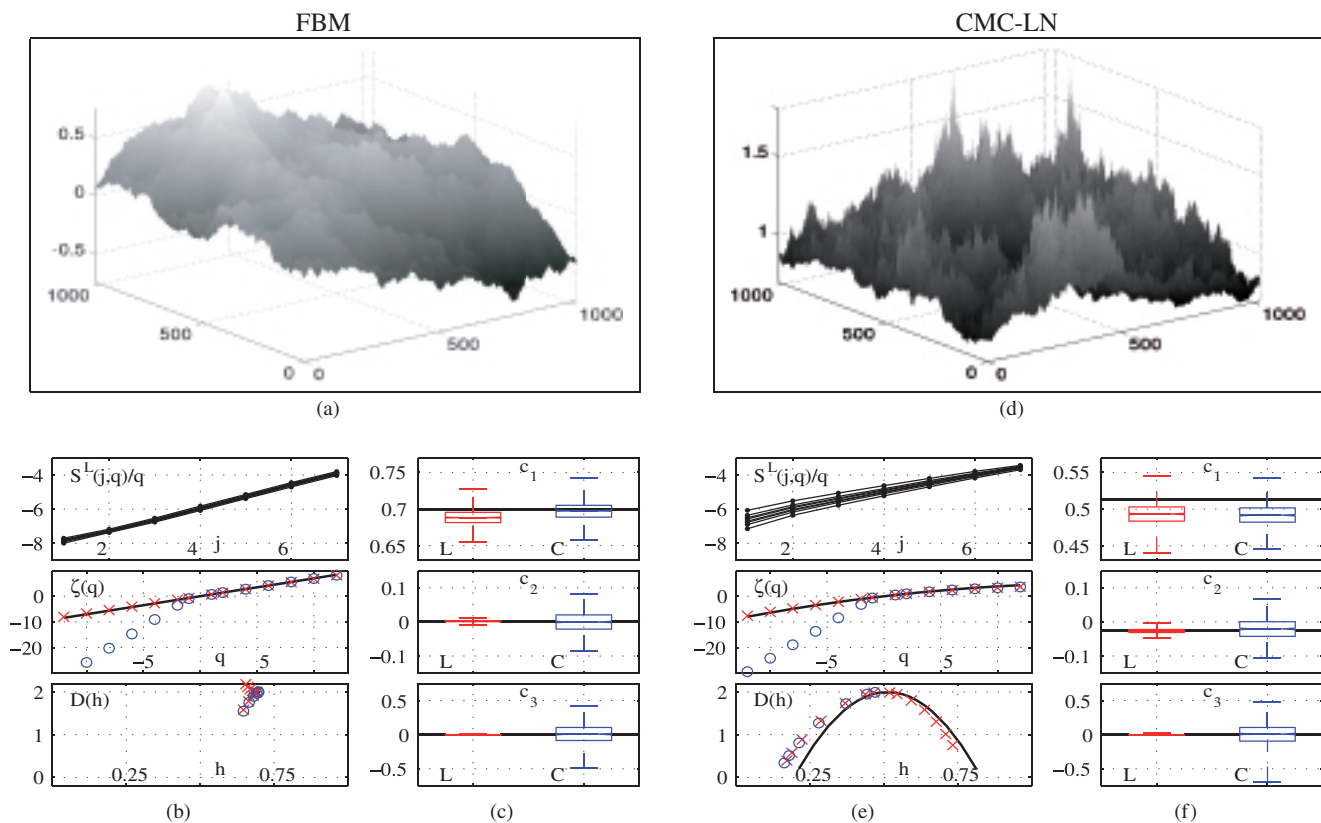 FBM
CMC-LN
0.5
0
−0.5
1000
500
0
0
500
1000
1.5
1
1000
500
0
0
500
1000
(a)
(d)
S^L(j,q)/q
−4
−6
−8
2
4
j
6
c_1
0.75
0.7
0.65
L
C
ζ(q)
0
−10
−20
−5
q
5
c_2
0.1
0
−0.1
L
C
D(h)
2
1
0
0.25
h
0.75
c_3
0.5
0
−0.5
L
C
(b)
(c)
S^L(j,q)/q
−4
−6
−8
2
4
j
6
c_1
0.55
0.5
0.45
L
C
ζ(q)
0
−10
−20
−5
q
5
c_2
0.1
0
−0.1
L
C
D(h)
2
1
0
0.25
h
0.75
c_3
0.5
0
−0.5
L
C
(e)
(f)